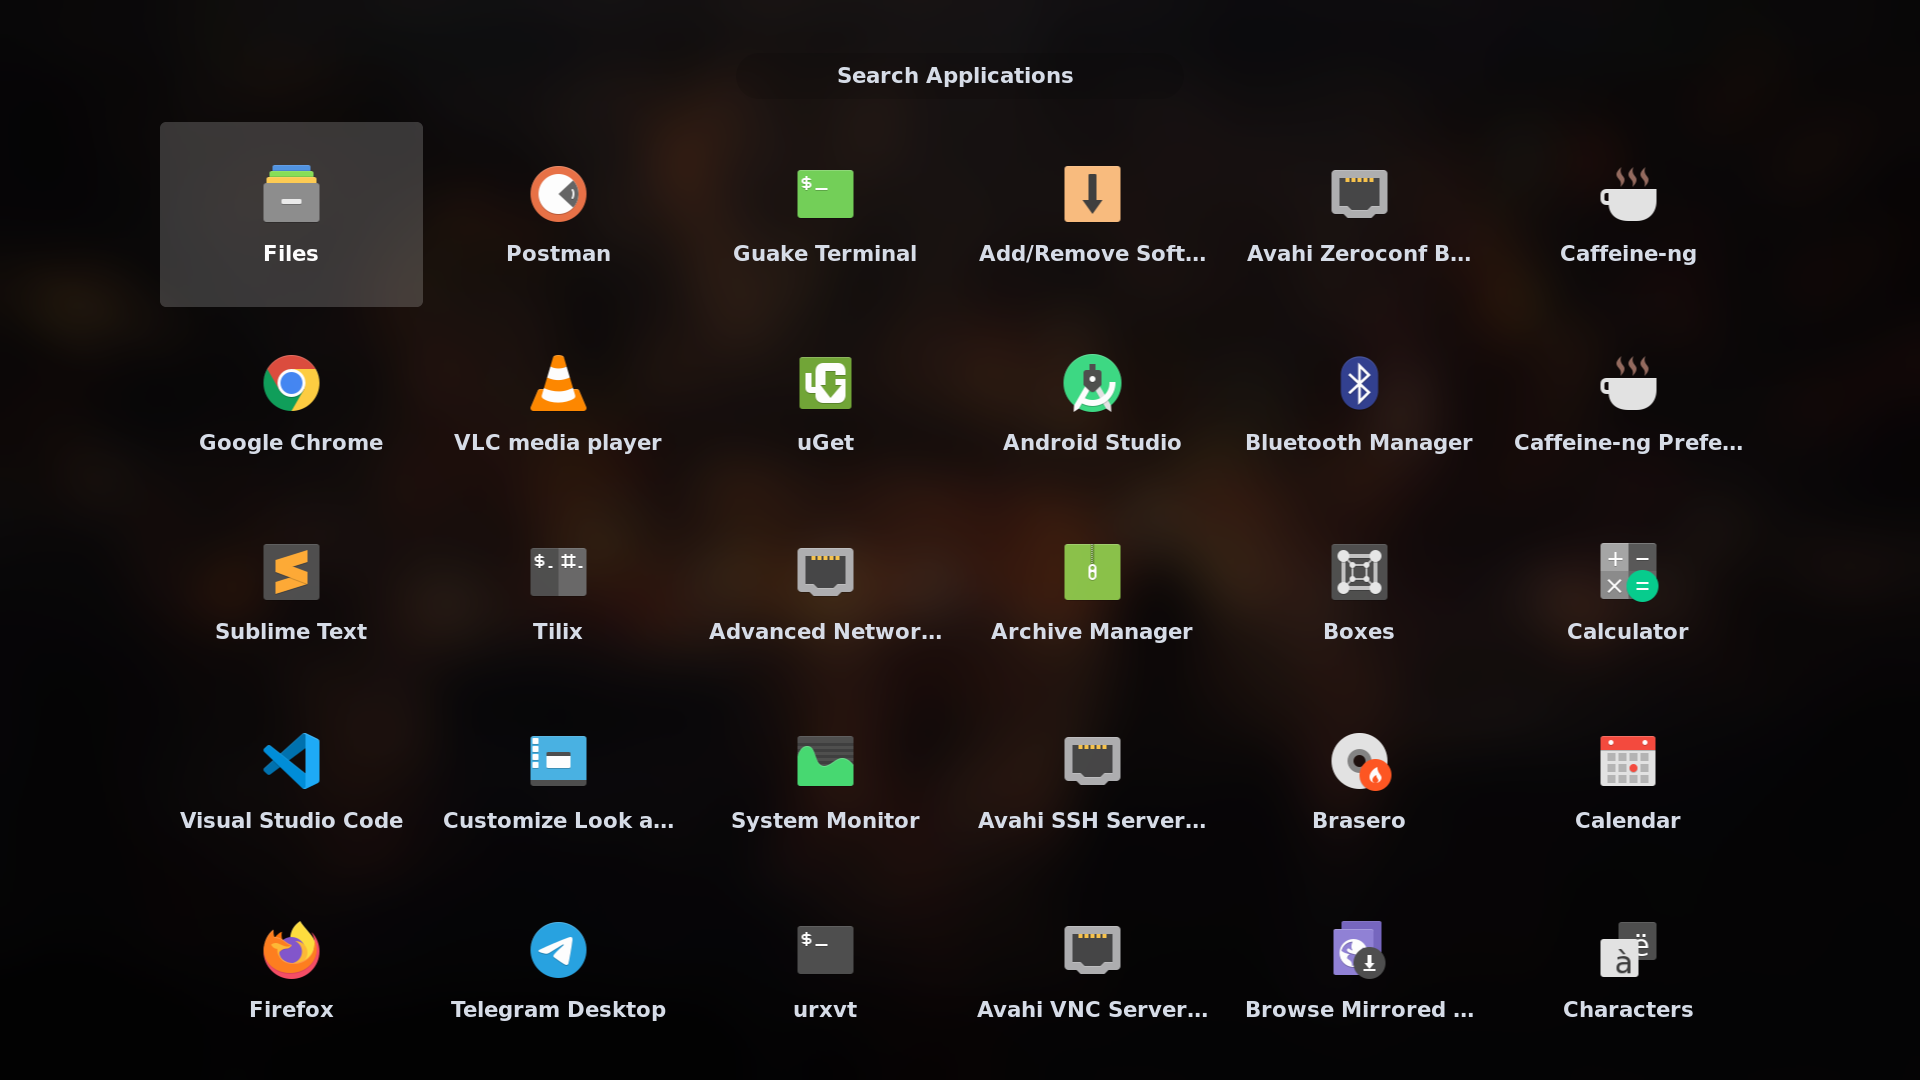 Search Applications
Files
Postman
Guake Terminal
Add/Remove Soft...
Avahi Zeroconf B...
Caffeine-ng
Google Chrome
VLC media player
uGet
Android Studio
Bluetooth Manager
Caffeine-ng Prefe...
Sublime Text
Tilix
Advanced Networ...
Archive Manager
Boxes
Calculator
Visual Studio Code
Customize Look a...
System Monitor
Avahi SSH Server...
Brasero
Calendar
Firefox
Telegram Desktop
urxvt
Avahi VNC Server...
Browse Mirrored ...
Characters